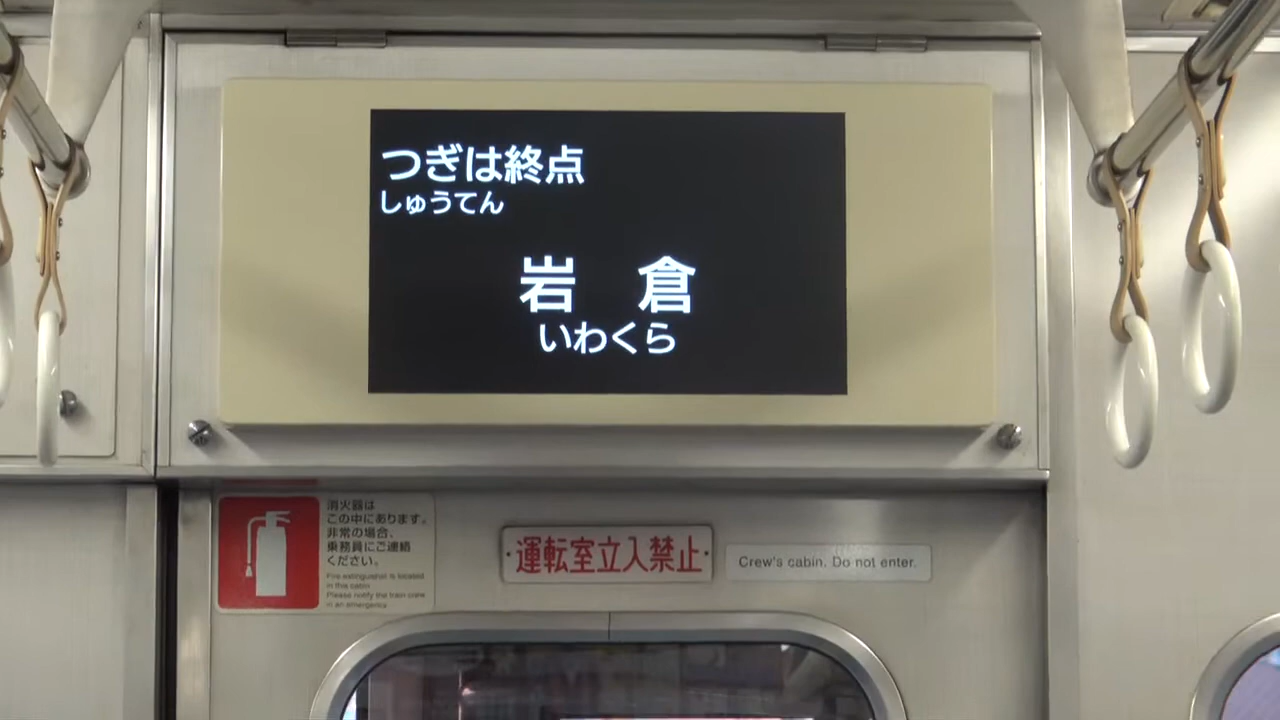 つぎは終点
しゅうてん
岩 倉
いわくら
消火器は
この中にあります。
非常の場合、
乗務員にご連絡
ください。
Fire extinguisher is located
in this cabin
Please notify the train crew
in an emergency
・運転室立入禁止・
Crew's cabin. Do not enter.